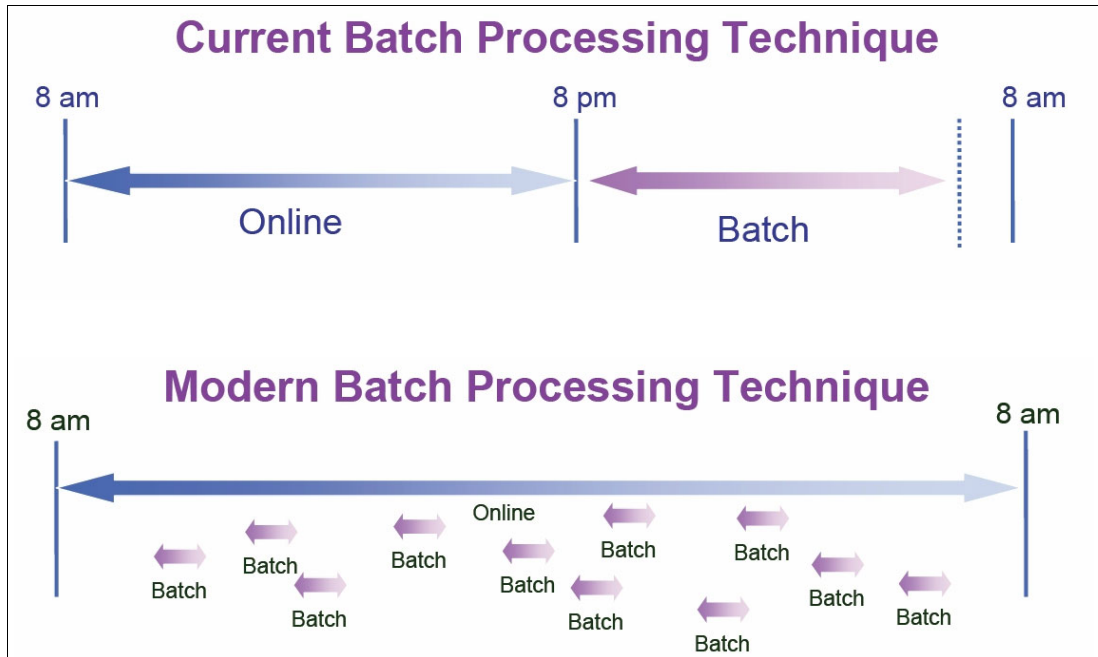 Current Batch Processing Technique
8 am
8 pm
8 am
Online
Batch
Modern Batch Processing Technique
8 am
8 am
Online
Batch
Batch
Batch
Batch
Batch
Batch
Batch
Batch
Batch
Batch
Batch